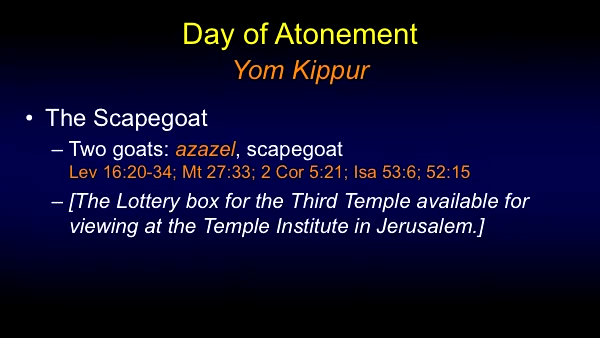 Day of Atonement
Yom Kippur
• The Scapegoat
– Two goats: azazel, scapegoat
Lev 16:20-34; Mt 27:33; 2 Cor 5:21; Isa 53:6; 52:15
– [The Lottery box for the Third Temple available for
viewing at the Temple Institute in Jerusalem.]